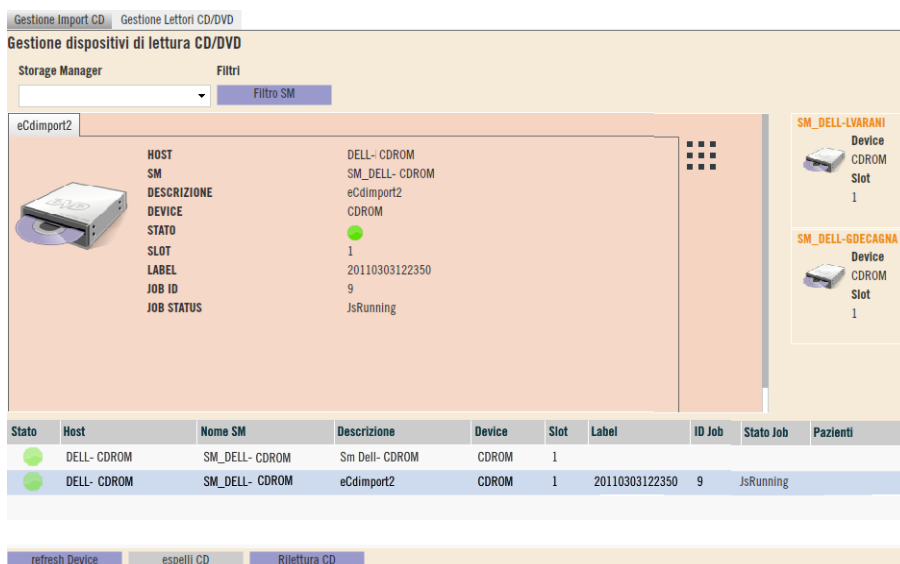 Gestione Import CD Gestione Lettori CD/DVD
Gestione dispositivi di lettura CD/DVD
Storage Manager Filtri
Filtro SM
eCdimport2
HOST DELL- CDROM
SM SM_DELL- CDROM
DESCRIZIONE eCdimport2
DEVICE CDROM
STATO
SLOT 1
LABEL 20110303122350
JOB ID 9
JOB STATUS JsRunning
SM_DELL-LVARANI
Device
CDROM
Slot
1
SM_DELL-GDECAGNA
Device
CDROM
Slot
1
Stato Host Nome SM Descrizione Device Slot Label ID Job Stato Job Pazienti
DELL- CDROM SM_DELL- CDROM Sm Dell- CDROM CDROM 1
DELL- CDROM SM_DELL- CDROM eCdimport2 CDROM 1 20110303122350 9 JsRunning
refresh Device espelli CD Rilettura CD